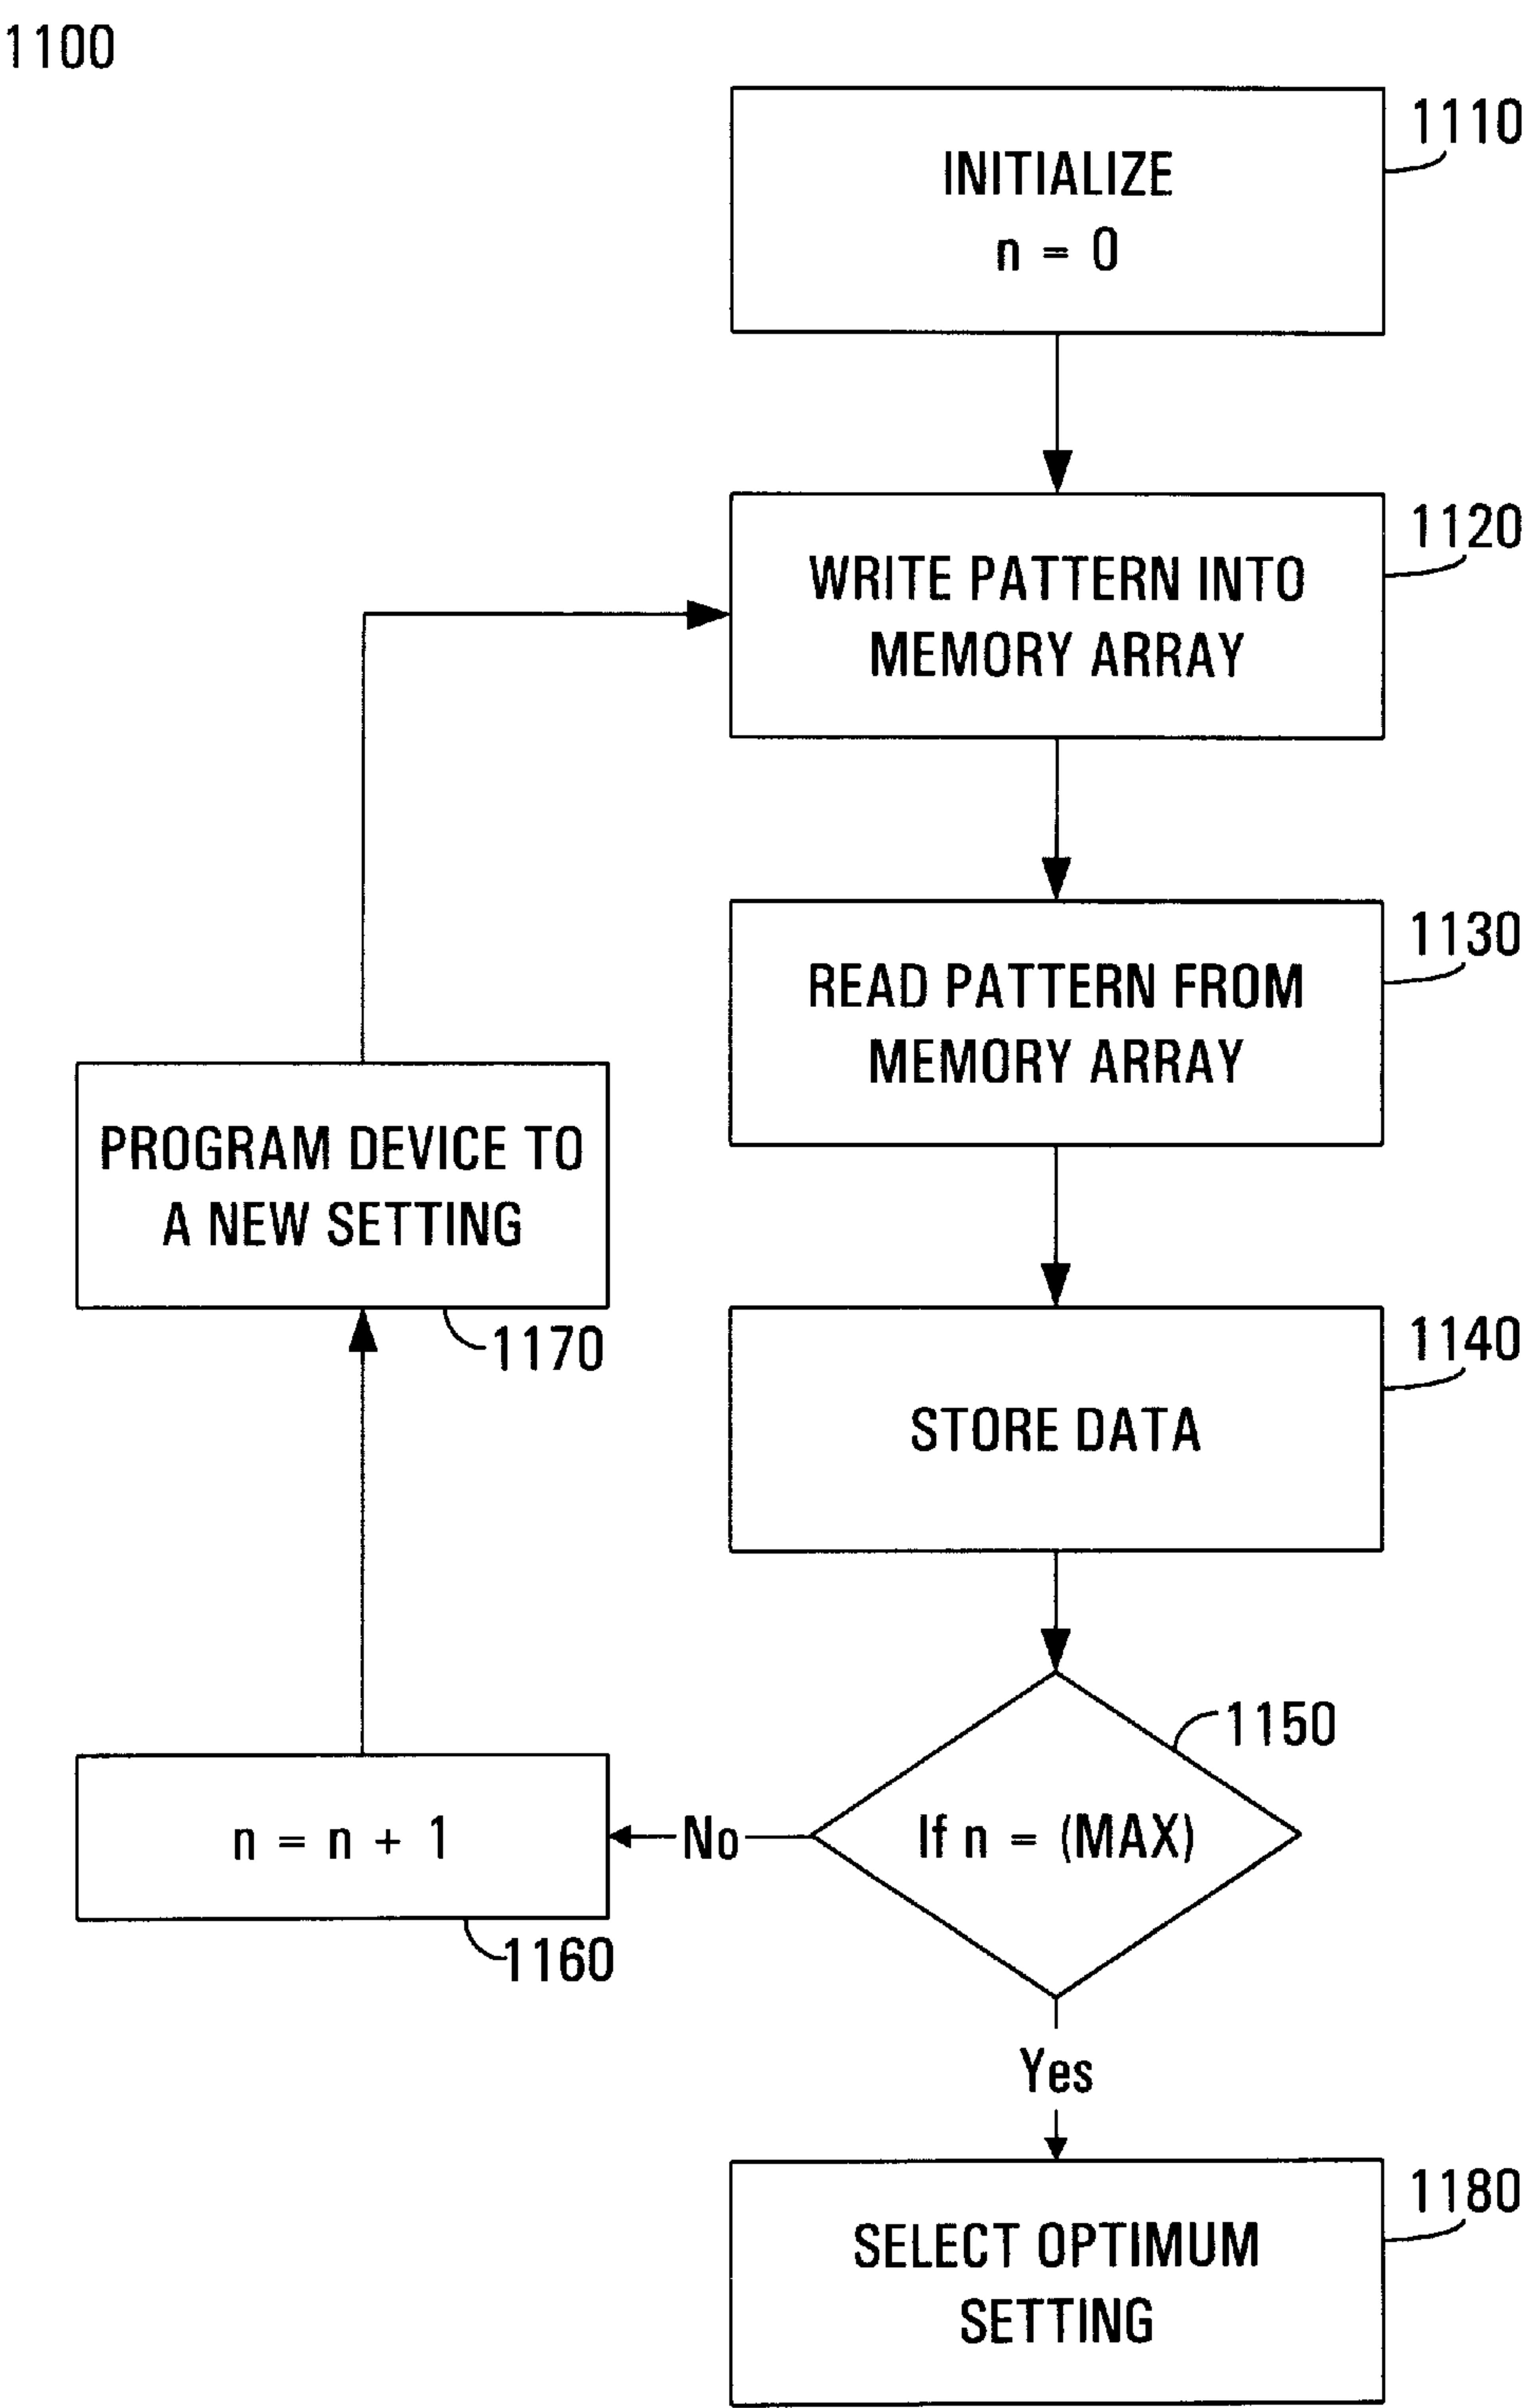 1100
INITIALIZE
n = 0
1110
WRITE PATTERN INTO
MEMORY ARRAY
1120
READ PATTERN FROM
MEMORY ARRAY
1130
PROGRAM DEVICE TO
A NEW SETTING
1170
STORE DATA
1140
If n = (MAX)
1150
No
n = n + 1
1160
Yes
SELECT OPTIMUM
SETTING
1180